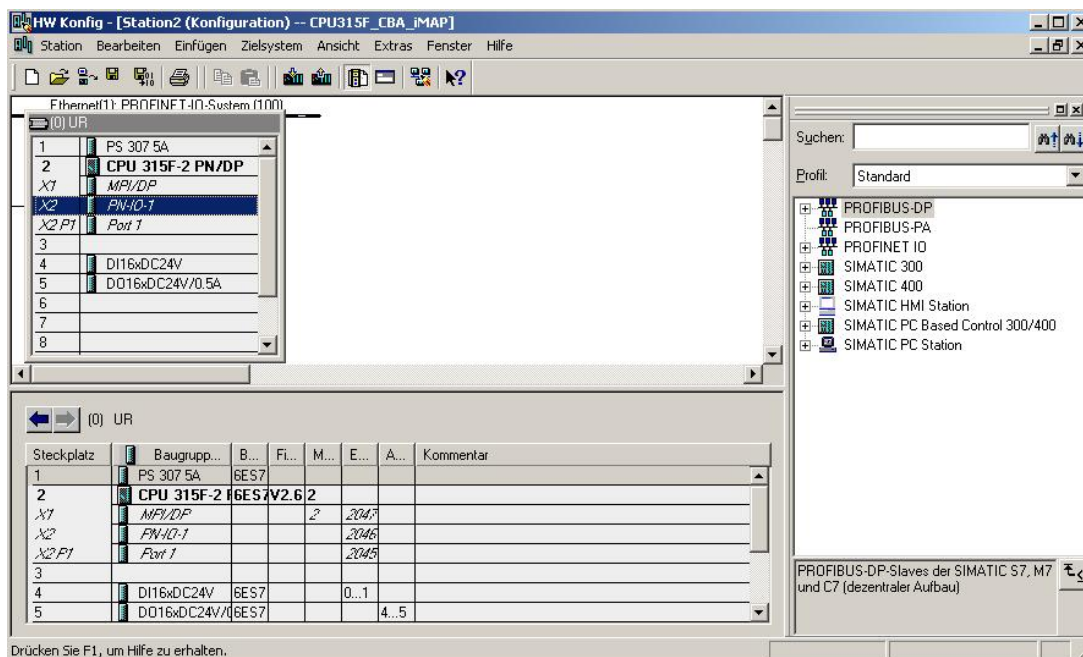 HW Konfig - [Station2 (Konfiguration) -- CPU315F_CBA_iMAP]
Station Bearbeiten Einfügen Zielsystem Ansicht Extras Fenster Hilfe
Ethernet(1): PROFINET-IO-System (100)
(0) UR
1 PS 307 5A
2 CPU 315F-2 PN/DP
X1 MPI/DP
X2 PN-IO-1
X2 P1 Port 1
3
4 DI16xDC24V
5 DO16xDC24V/0.5A
6
7
8
Suchen:
Profil: Standard
PROFIBUS-DP
PROFIBUS-PA
PROFINET IO
SIMATIC 300
SIMATIC 400
SIMATIC HMI Station
SIMATIC PC Based Control 300/400
SIMATIC PC Station
PROFIBUS-DP-Slaves der SIMATIC S7, M7
und C7 (dezentraler Aufbau)
(0) UR
Steckplatz Baugrupp... B... Fi... M... E... A... Kommentar
1 PS 307 5A 6ES7
2 CPU 315F-2 6ES7 V2.6 2
X1 MPI/DP 2 2047
X2 PN-IO-1 2046
X2 P1 Port 1 2045
3
4 DI16xDC24V 6ES7 0...1
5 DO16xDC24V/ 6ES7 4...5
Drücken Sie F1, um Hilfe zu erhalten.